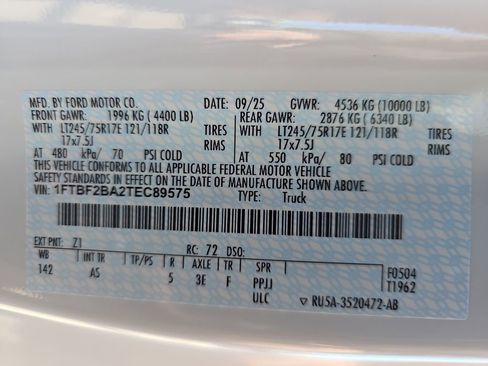 MFD. BY FORD MOTOR CO. DATE: 09/25 GVWR: 4536 KG (10000 LB)
FRONT GAWR: 1996 KG (4400 LB) REAR GAWR: 2876 KG (6340 LB)
WITH LT245/75R17E 121/118R TIRES WITH LT245/75R17E 121/118R TIRES
17x7.5J RIMS 17x7.5J RIMS
AT 480 kPa/ 70 PSI COLD AT 550 kPa/ 80 PSI COLD
THIS VEHICLE CONFORMS TO ALL APPLICABLE FEDERAL MOTOR VEHICLE
SAFETY STANDARDS IN EFFECT ON THE DATE OF MANUFACTURE SHOWN ABOVE.
VIN: 1FTBF2BA2TEC89575 TYPE: Truck
EXT PNT: Z1 RC: 72 DSO:
WB INT TR TP/PS R AXLE TR SPR F0504
142 AS 5 3E F PPJJ T1962
ULC ▽ RU5A-3520472-AB